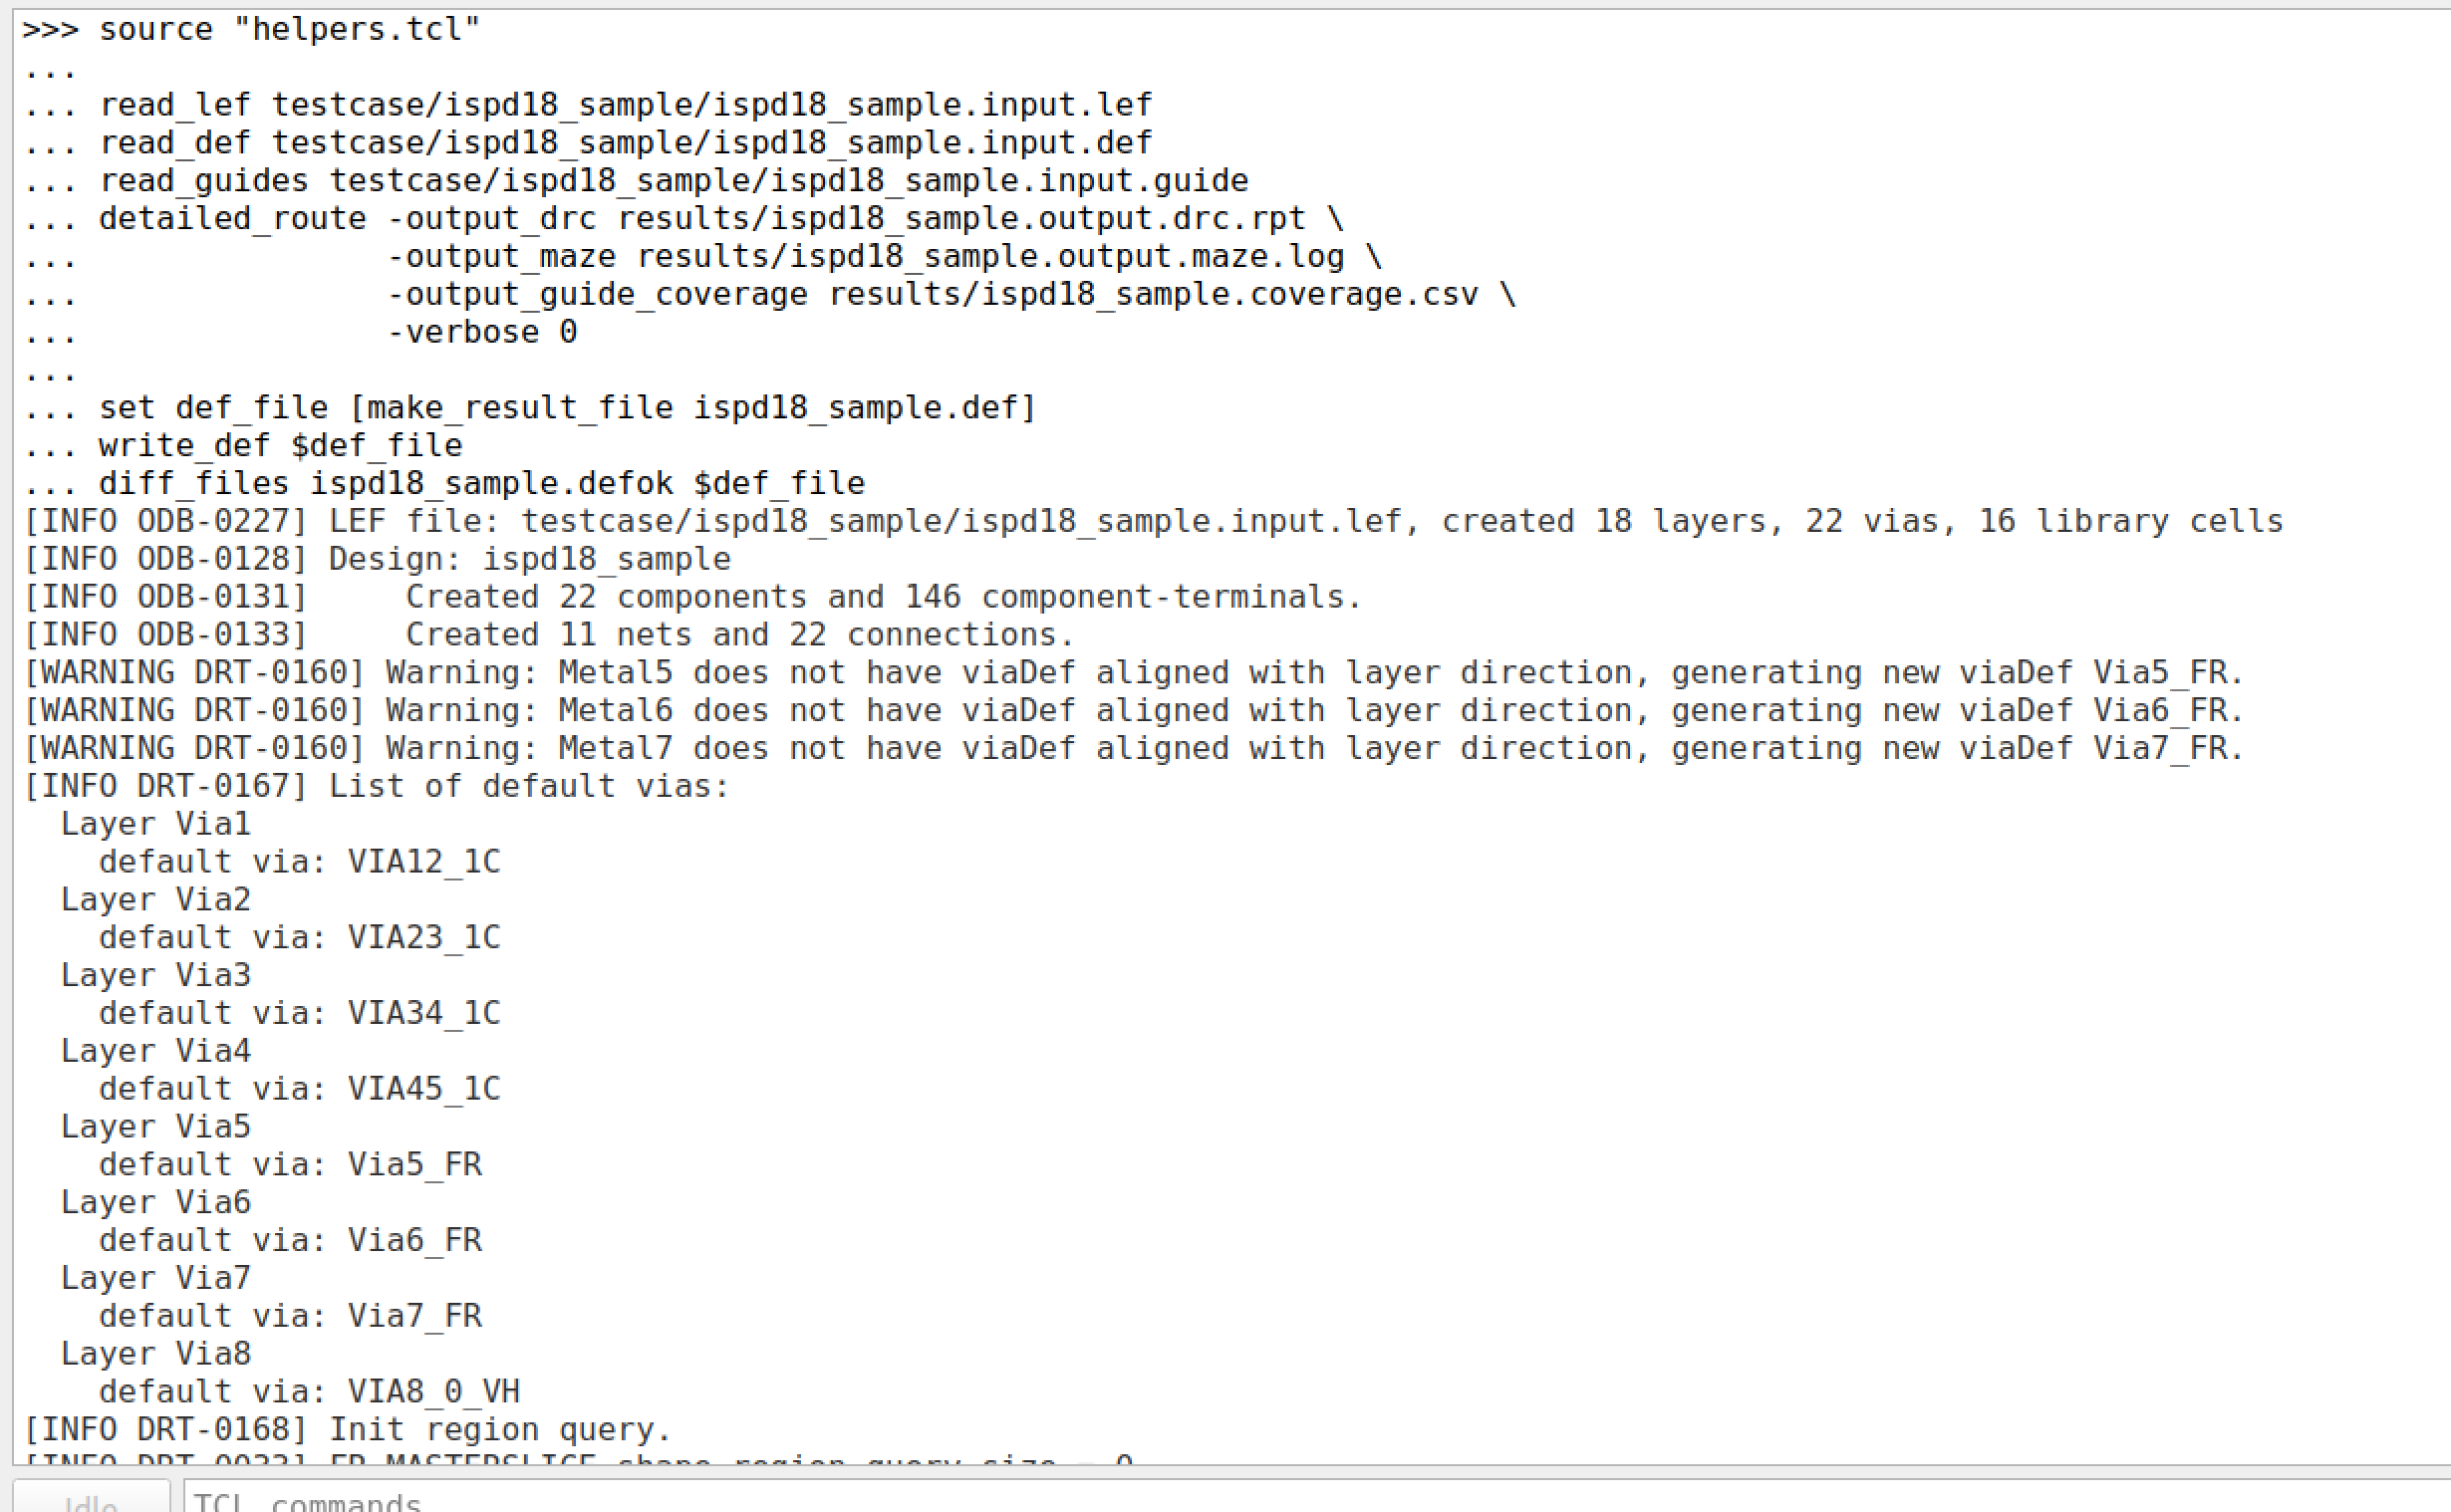 >>> source "helpers.tcl"
...
... read_lef testcase/ispd18_sample/ispd18_sample.input.lef
... read_def testcase/ispd18_sample/ispd18_sample.input.def
... read_guides testcase/ispd18_sample/ispd18_sample.input.guide
... detailed_route -output_drc results/ispd18_sample.output.drc.rpt \
...                -output_maze results/ispd18_sample.output.maze.log \
...                -output_guide_coverage results/ispd18_sample.coverage.csv \
...                -verbose 0
...
... set def_file [make_result_file ispd18_sample.def]
... write_def $def_file
... diff_files ispd18_sample.defok $def_file
[INFO ODB-0227] LEF file: testcase/ispd18_sample/ispd18_sample.input.lef, created 18 layers, 22 vias, 16 library cells
[INFO ODB-0128] Design: ispd18_sample
[INFO ODB-0131]     Created 22 components and 146 component-terminals.
[INFO ODB-0133]     Created 11 nets and 22 connections.
[WARNING DRT-0160] Warning: Metal5 does not have viaDef aligned with layer direction, generating new viaDef Via5_FR.
[WARNING DRT-0160] Warning: Metal6 does not have viaDef aligned with layer direction, generating new viaDef Via6_FR.
[WARNING DRT-0160] Warning: Metal7 does not have viaDef aligned with layer direction, generating new viaDef Via7_FR.
[INFO DRT-0167] List of default vias:
  Layer Via1
    default via: VIA12_1C
  Layer Via2
    default via: VIA23_1C
  Layer Via3
    default via: VIA34_1C
  Layer Via4
    default via: VIA45_1C
  Layer Via5
    default via: Via5_FR
  Layer Via6
    default via: Via6_FR
  Layer Via7
    default via: Via7_FR
  Layer Via8
    default via: VIA8_0_VH
[INFO DRT-0168] Init region query.
[INFO DRT-0033] FR_MASTERSLICE shape region query size = 0.
Idle
TCL commands